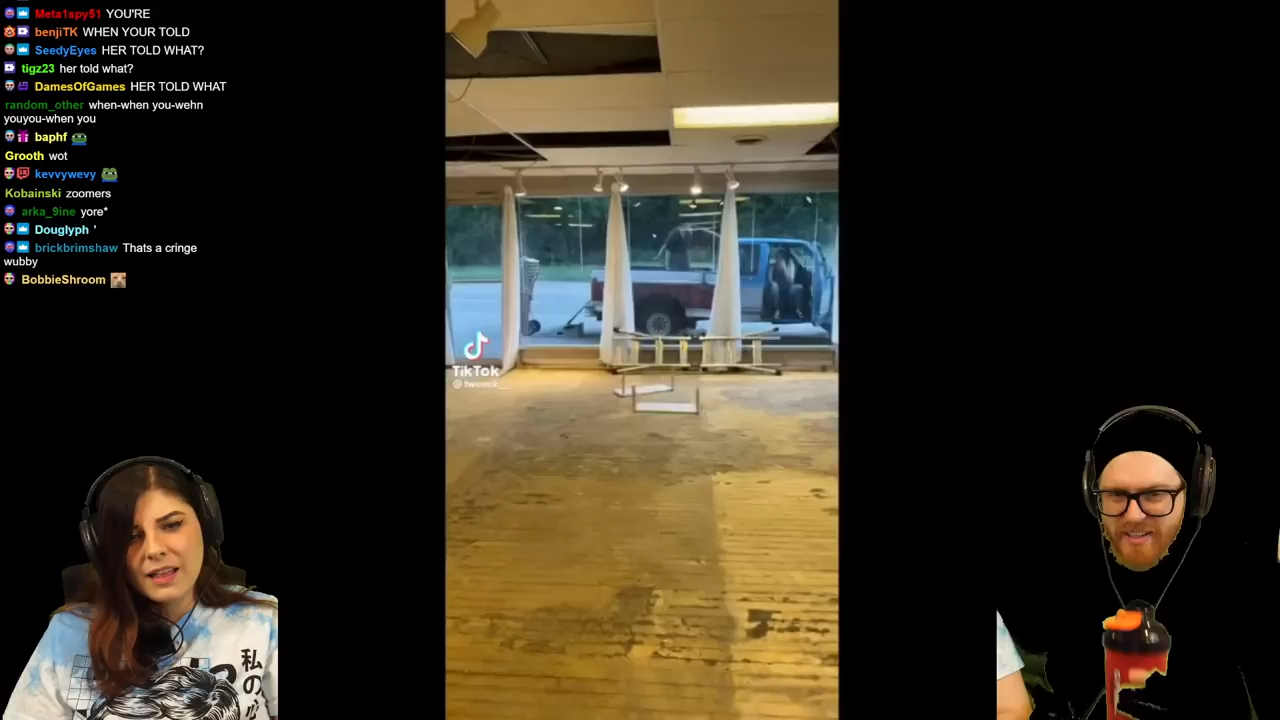 Meta1spy51 YOU'RE
benjiTK WHEN YOUR TOLD
SeedyEyes HER TOLD WHAT?
tigz23 her told what?
DamesOfGames HER TOLD WHAT
random_other when-when you-wehn
youyou-when you
baphf
Grooth wot
kevvywevy
Kobainski zoomers
arka_9ine yore*
Douglyph '
brickbrimshaw Thats a cringe
wubby
BobbieShroom
TikTok
私
の